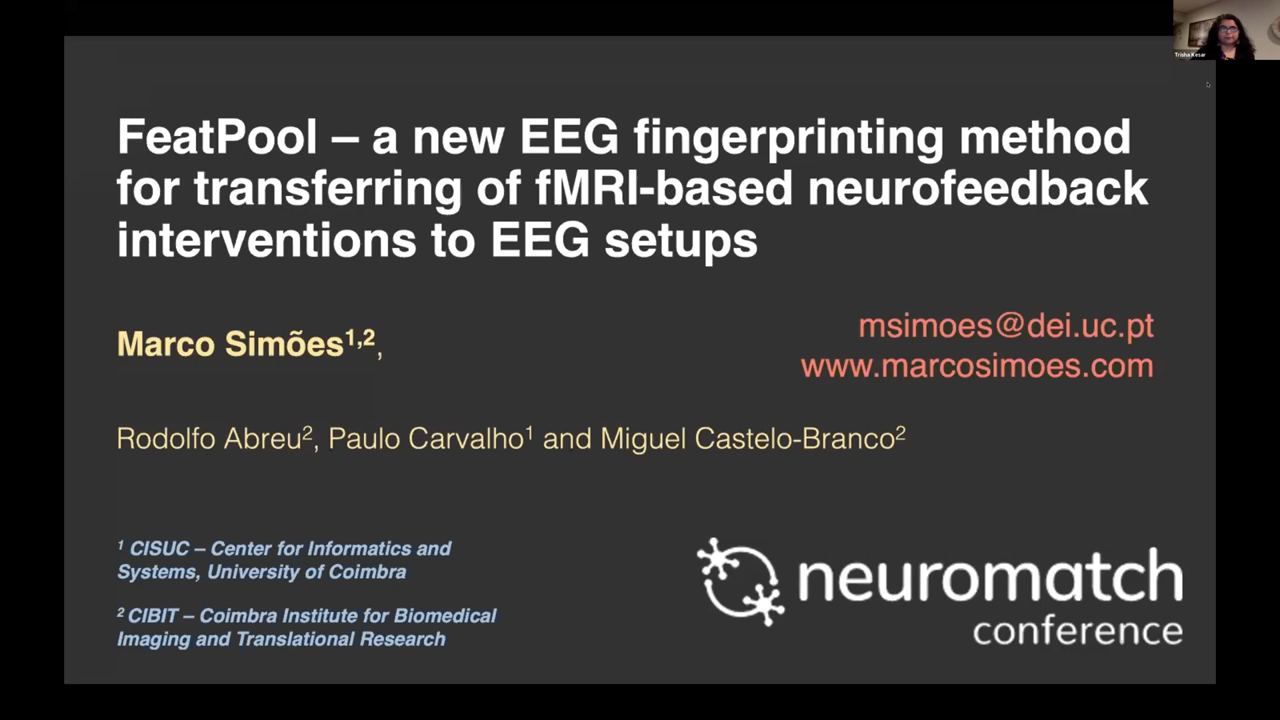 Trisha Kesar
FeatPool – a new EEG fingerprinting method
for transferring of fMRI-based neurofeedback
interventions to EEG setups
Marco Simões1,2,
msimoes@dei.uc.pt
www.marcosimoes.com
Rodolfo Abreu2, Paulo Carvalho1 and Miguel Castelo-Branco2
1 CISUC – Center for Informatics and
Systems, University of Coimbra
2 CIBIT – Coimbra Institute for Biomedical
Imaging and Translational Research
neuromatch
conference